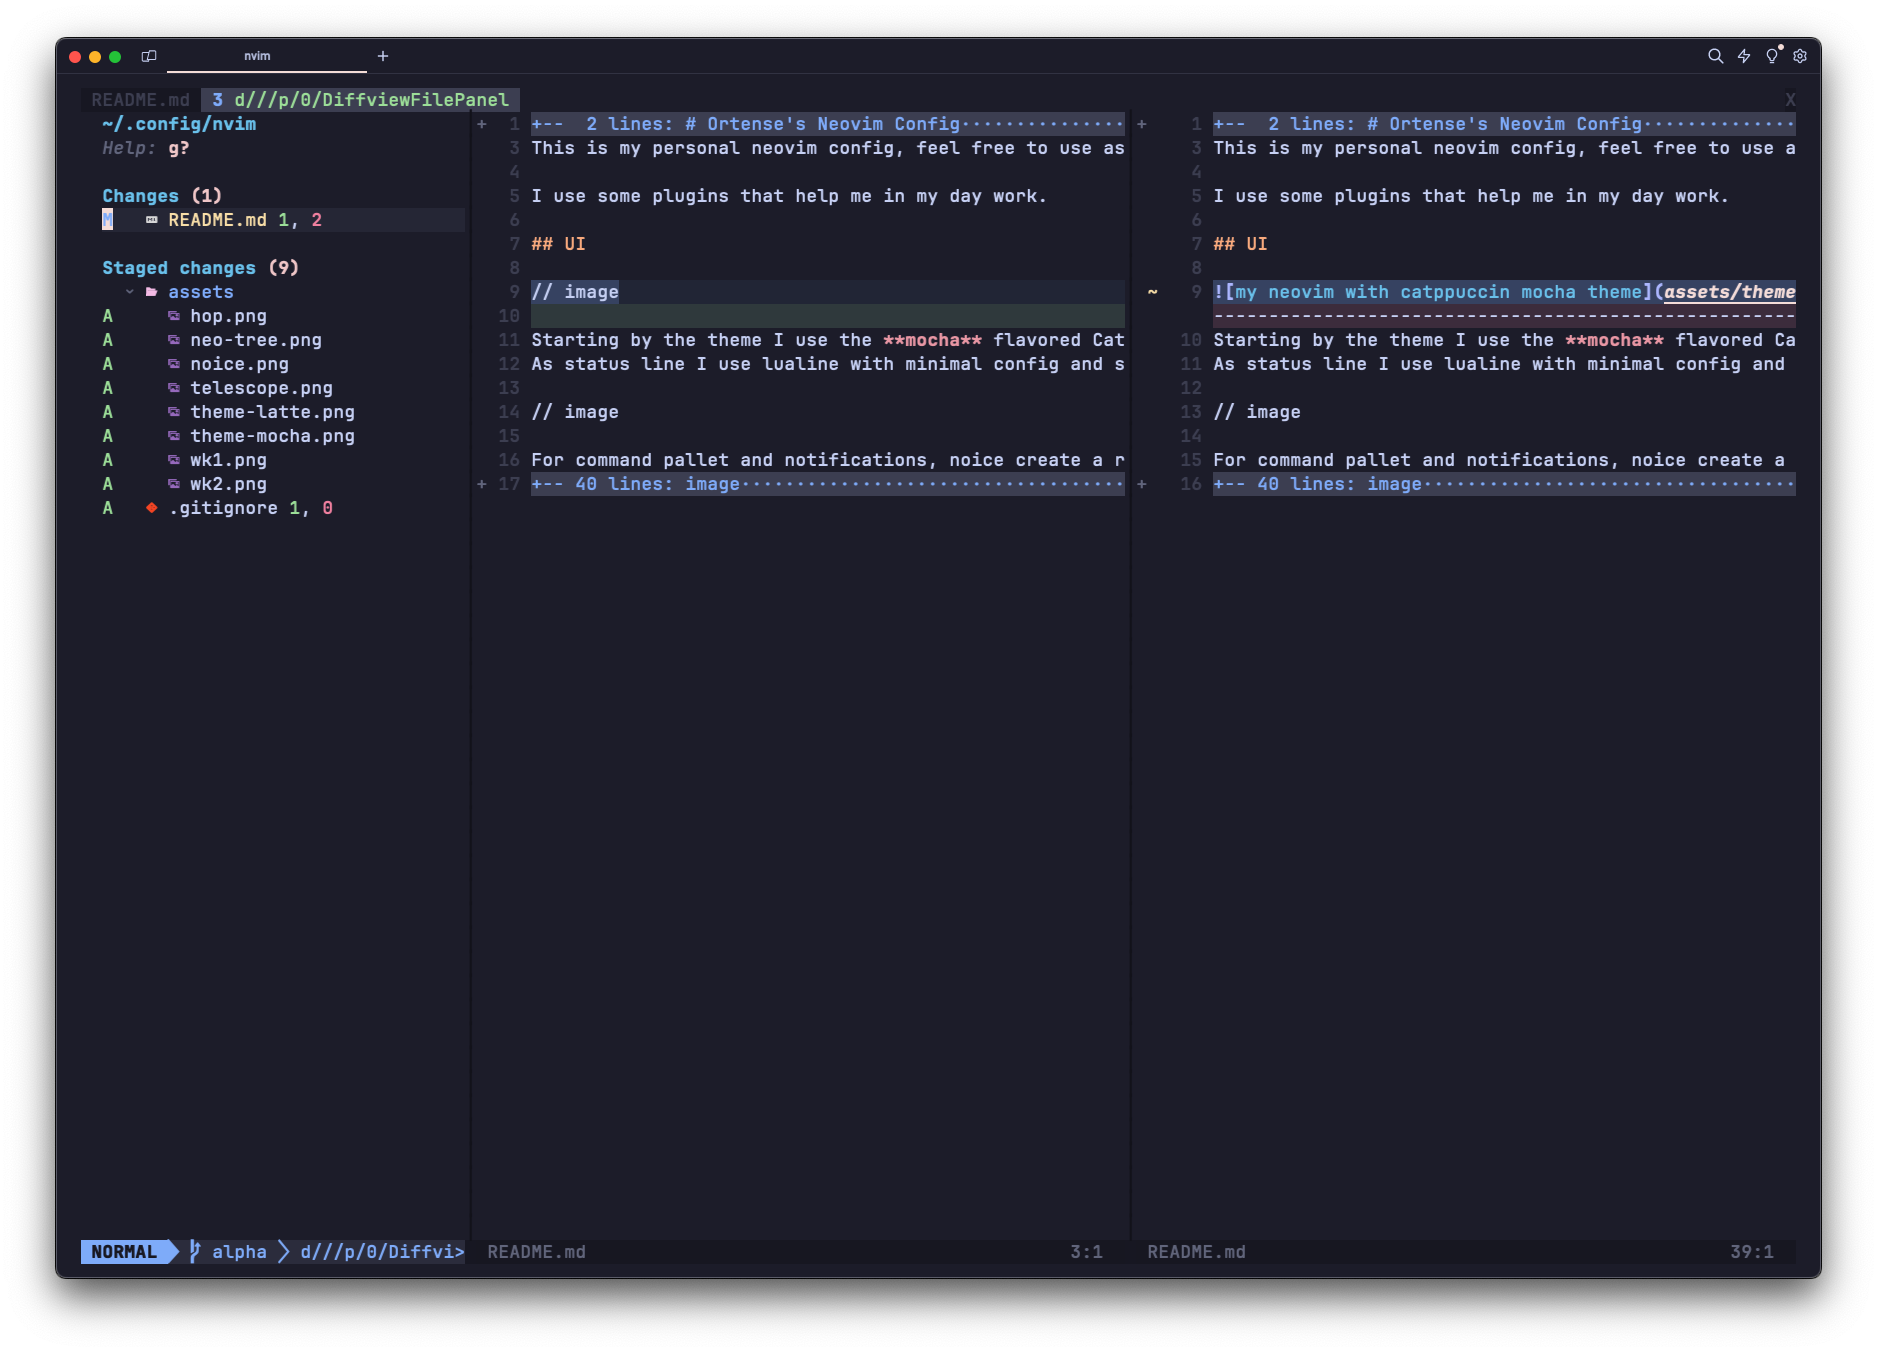 nvim
README.md 3 d///p/0/DiffviewFilePanel X
~/.config/nvim
Help: g?
Changes (1)
M README.md 1, 2
Staged changes (9)
assets
A hop.png
A neo-tree.png
A noice.png
A telescope.png
A theme-latte.png
A theme-mocha.png
A wk1.png
A wk2.png
A .gitignore 1, 0
+ 1 +-- 2 lines: # Ortense's Neovim Config················
3 This is my personal neovim config, feel free to use as
4
5 I use some plugins that help me in my day work.
6
7 ## UI
8
9 // image
10
11 Starting by the theme I use the **mocha** flavored Cat
12 As status line I use lualine with minimal config and s
13
14 // image
15
16 For command pallet and notifications, noice create a r
+ 17 +-- 40 lines: image···································
+ 1 +-- 2 lines: # Ortense's Neovim Config··············
3 This is my personal neovim config, feel free to use a
4
5 I use some plugins that help me in my day work.
6
7 ## UI
8
~ 9 ![my neovim with catppuccin mocha theme](assets/theme
-----------------------------------------------------
10 Starting by the theme I use the **mocha** flavored Ca
11 As status line I use lualine with minimal config and
12
13 // image
14
15 For command pallet and notifications, noice create a
+ 16 +-- 40 lines: image··································
NORMAL alpha d///p/0/Diffvi> README.md 3:1 README.md 39:1